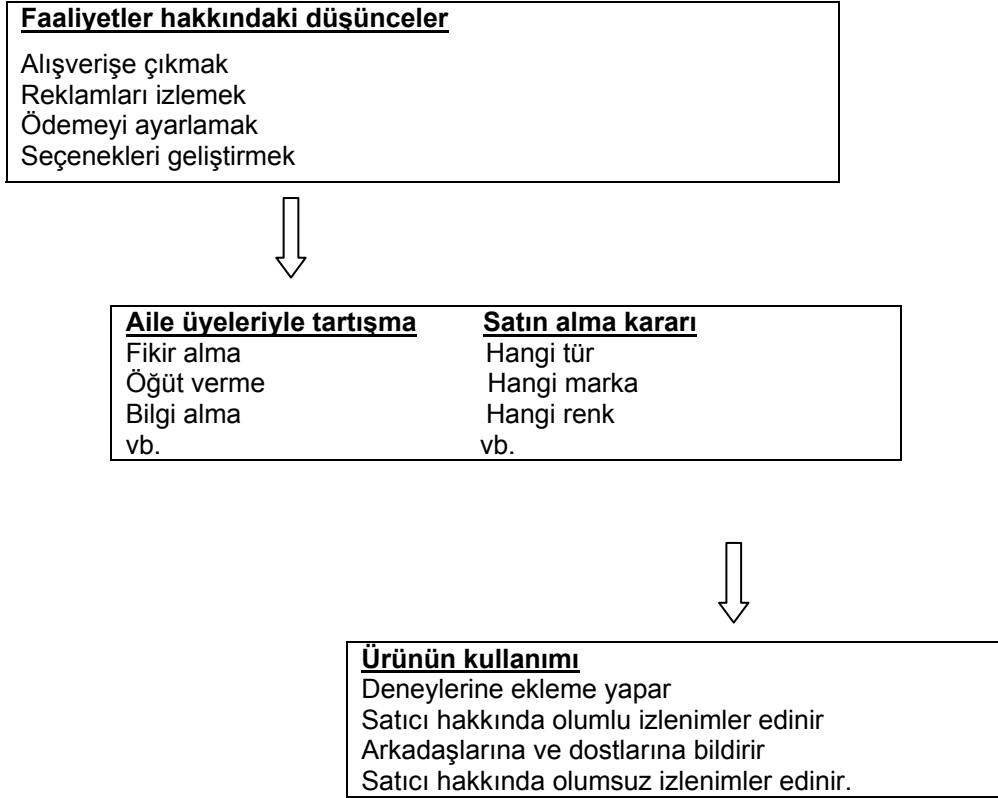 Faaliyetler hakkındaki düşünceler
Alışverişe çıkmak
Reklamları izlemek
Ödemeyi ayarlamak
Seçenekleri geliştirmek
Aile üyeleriyle tartışma Satın alma kararı
Fikir alma Hangi tür
Öğüt verme Hangi marka
Bilgi alma Hangi renk
vb. vb.
Ürünün kullanımı
Deneylerine ekleme yapar
Satıcı hakkında olumlu izlenimler edinir
Arkadaşlarına ve dostlarına bildirir
Satıcı hakkında olumsuz izlenimler edinir.